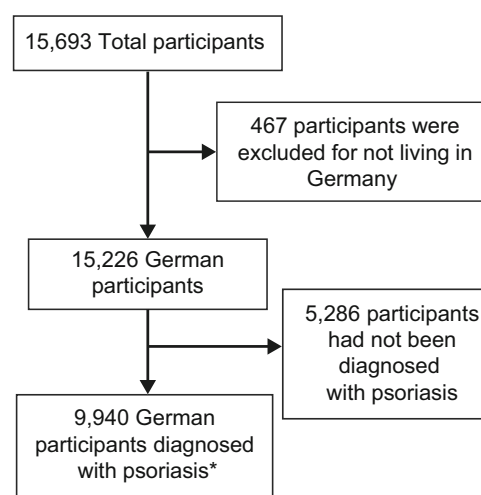 15,693 Total participants
467 participants were
excluded for not living in
Germany
15,226 German
participants
5,286 participants
had not been
diagnosed
with psoriasis
9,940 German
participants diagnosed
with psoriasis*